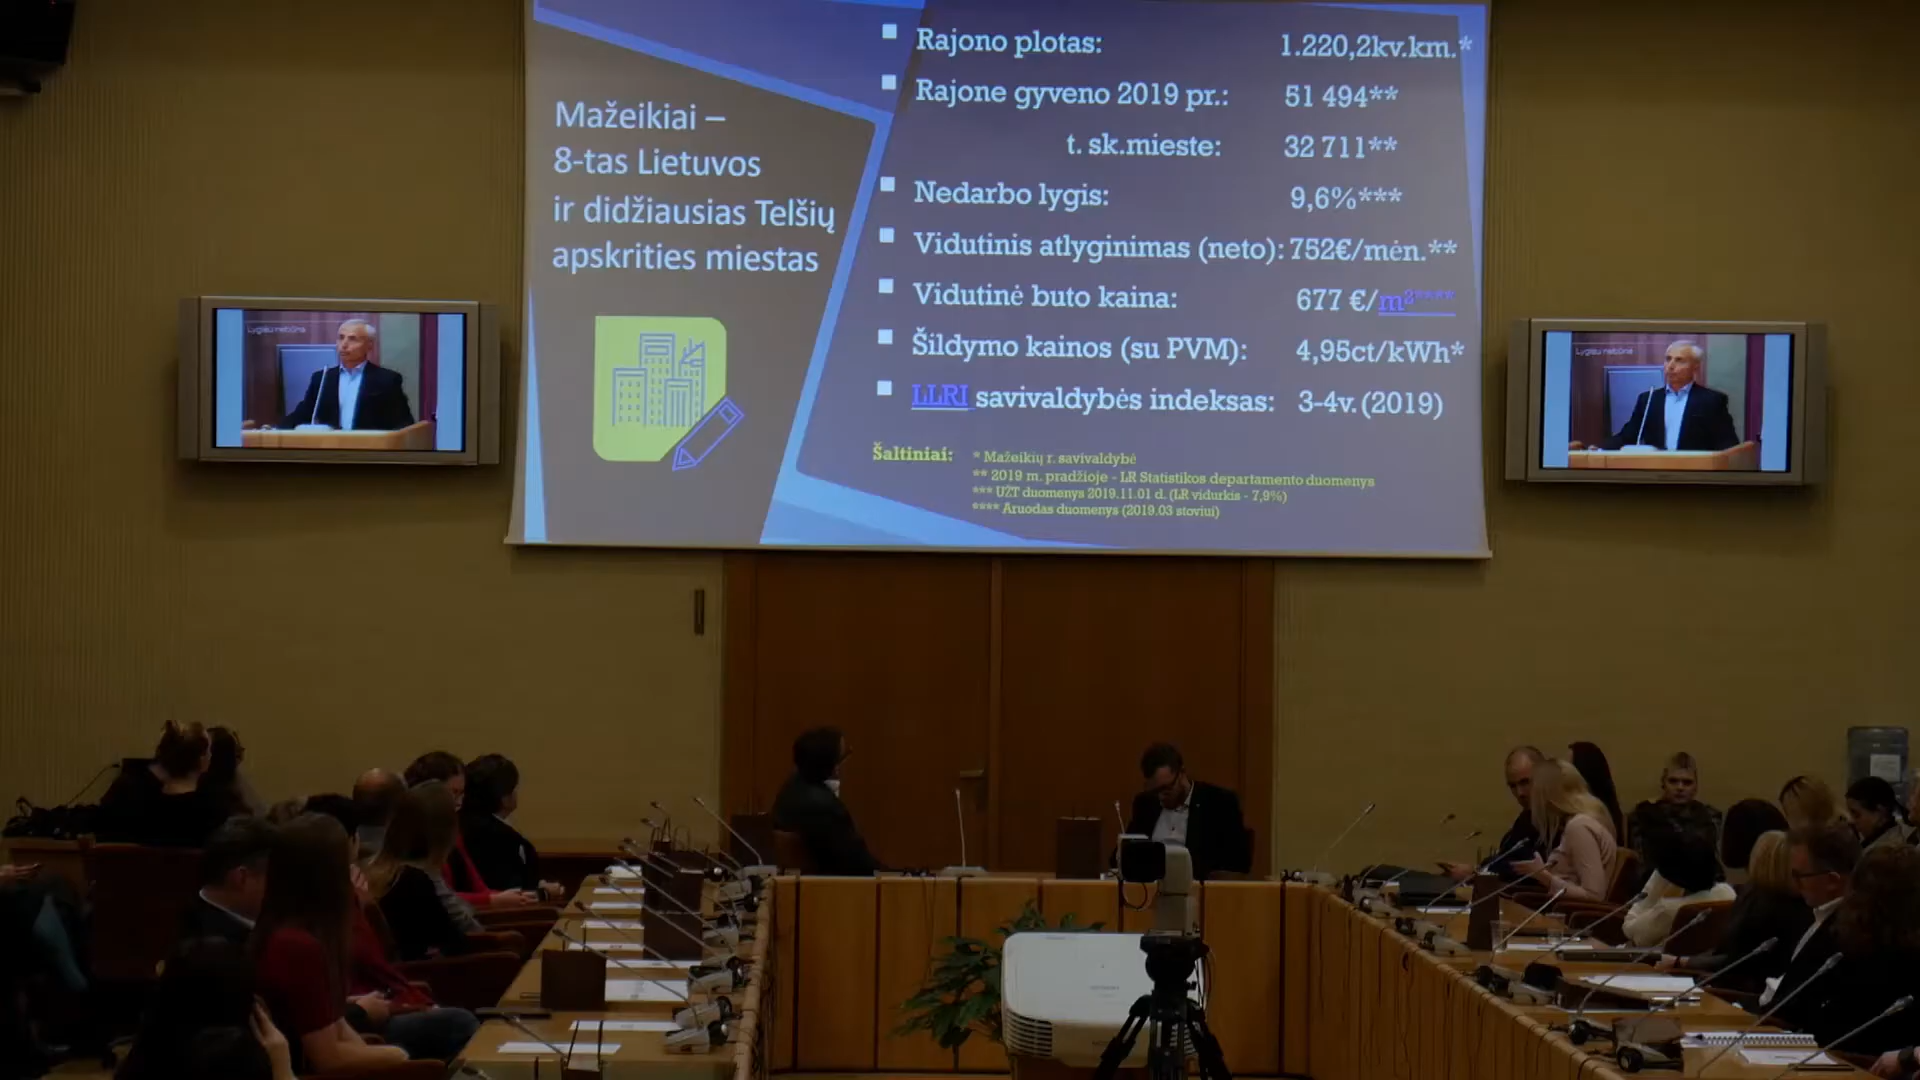 Mažeikiai –
8-tas Lietuvos
ir didžiausias Telšių
apskrities miestas
Rajono plotas: 1.220,2kv.km.*
Rajone gyveno 2019 pr.: 51 494**
t. sk.mieste: 32 711**
Nedarbo lygis: 9,6%***
Vidutinis atlyginimas (neto): 752€/mėn.**
Vidutinė buto kaina: 677 €/m²****
Šildymo kainos (su PVM): 4,95ct/kWh*
LLRI savivaldybės indeksas: 3-4v.(2019)
Šaltiniai: * Mažeikių r. savivaldybė
** 2019 m. pradžioje - LR Statistikos departamento duomenys
*** UŽT duomenys 2019.11.01 d. (LR vidurkis - 7,9%)
**** Aruodas duomenys (2019.03 stoviui)